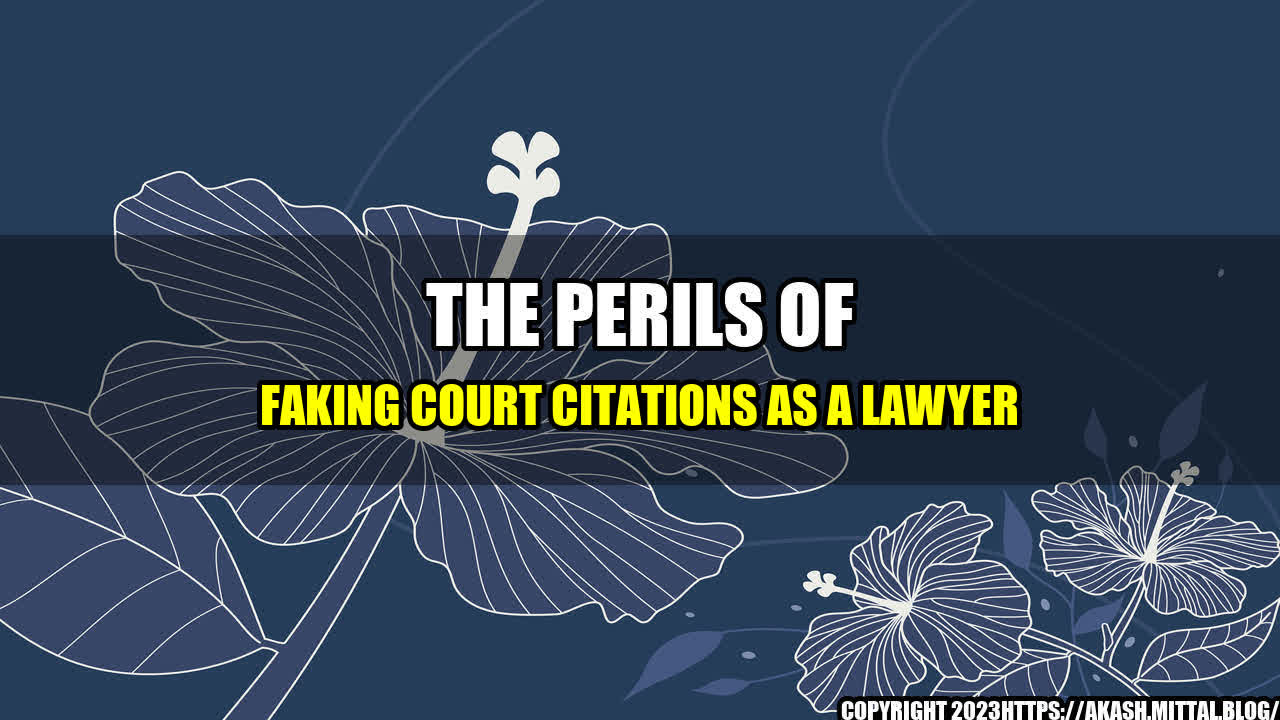 THE PERILS OF
FAKING COURT CITATIONS AS A LAWYER
COPYRIGHT 2023HTTPS://AKASH.MITTAL.BLOG/